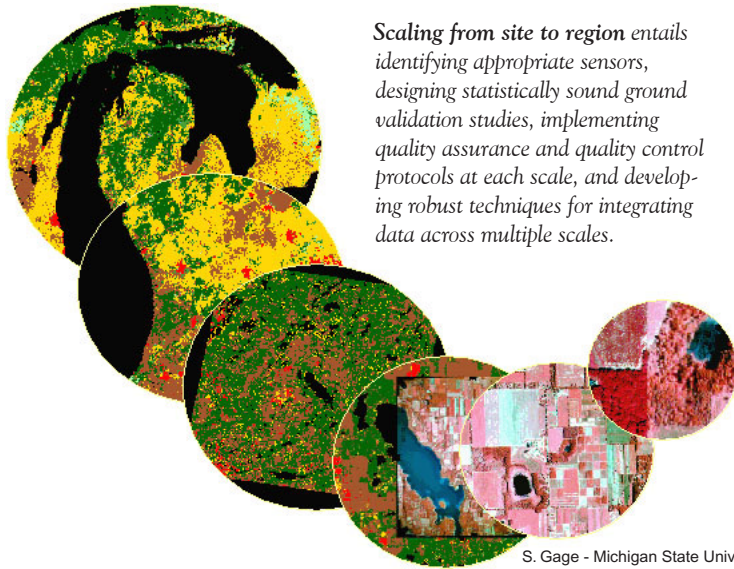 Scaling from site to region entails
identifying appropriate sensors,
designing statistically sound ground
validation studies, implementing
quality assurance and quality control
protocols at each scale, and develop-
ing robust techniques for integrating
data across multiple scales.
S. Gage - Michigan State Univ